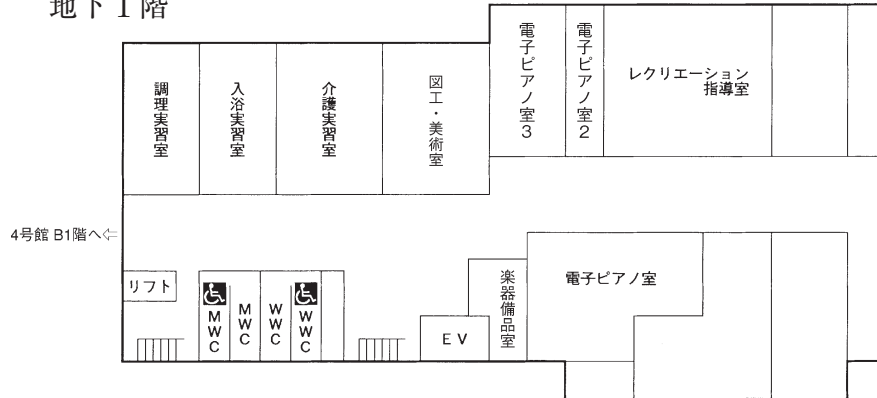 地下１階
調理実習室
入浴実習室
介護実習室
図工・美術室
電子ピアノ室３
電子ピアノ室２
レクリエーション
指導室
4号館 B1階へ⇦
リフト
MWC
MWC
WWC
WWC
EV
楽器備品室
電子ピアノ室